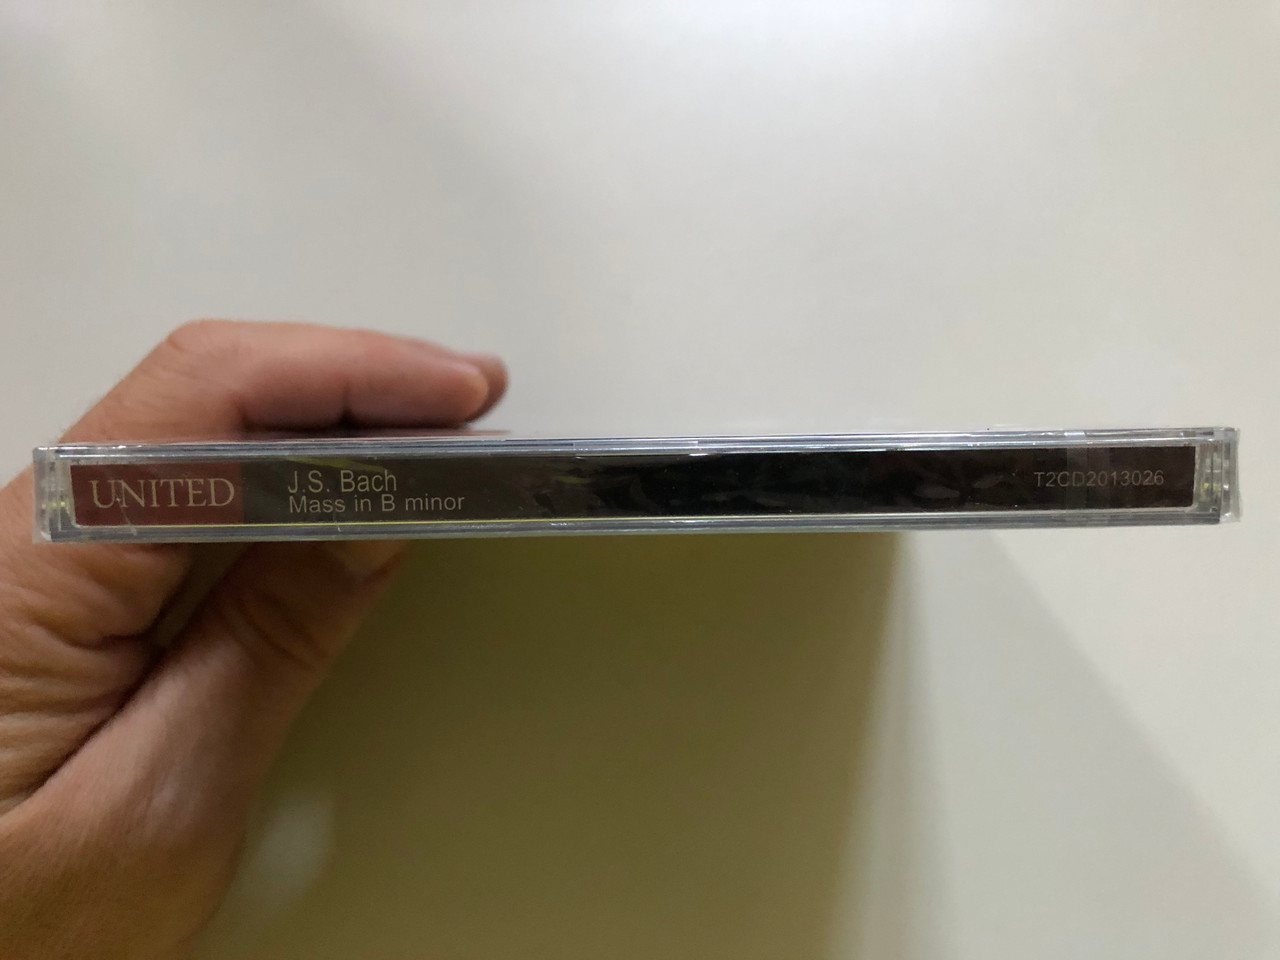 UNITED
J.S. Bach
Mass in B minor
T2CD2013026